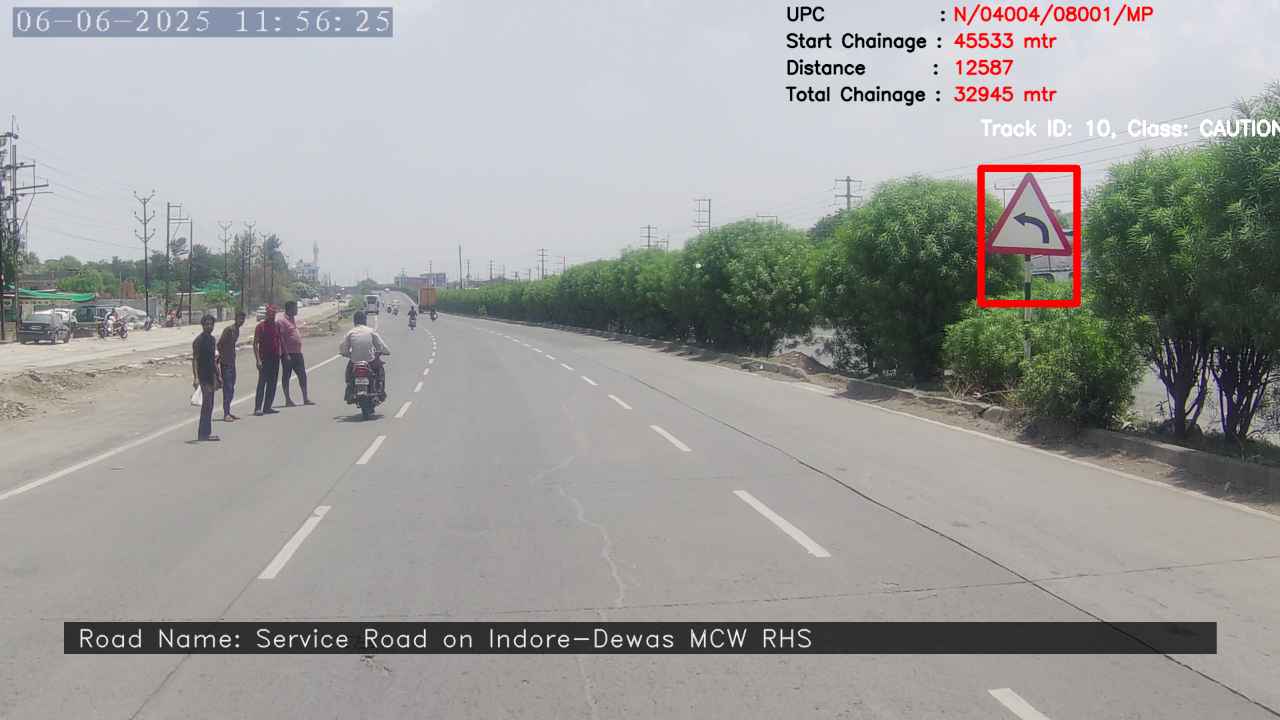 06-06-2025 11:56:25
UPC : N/04004/08001/MP
Start Chainage : 45533 mtr
Distance : 12587
Total Chainage : 32945 mtr
Track ID: 10, Class: CAUTION
Road Name: Service Road on Indore-Dewas MCW RHS